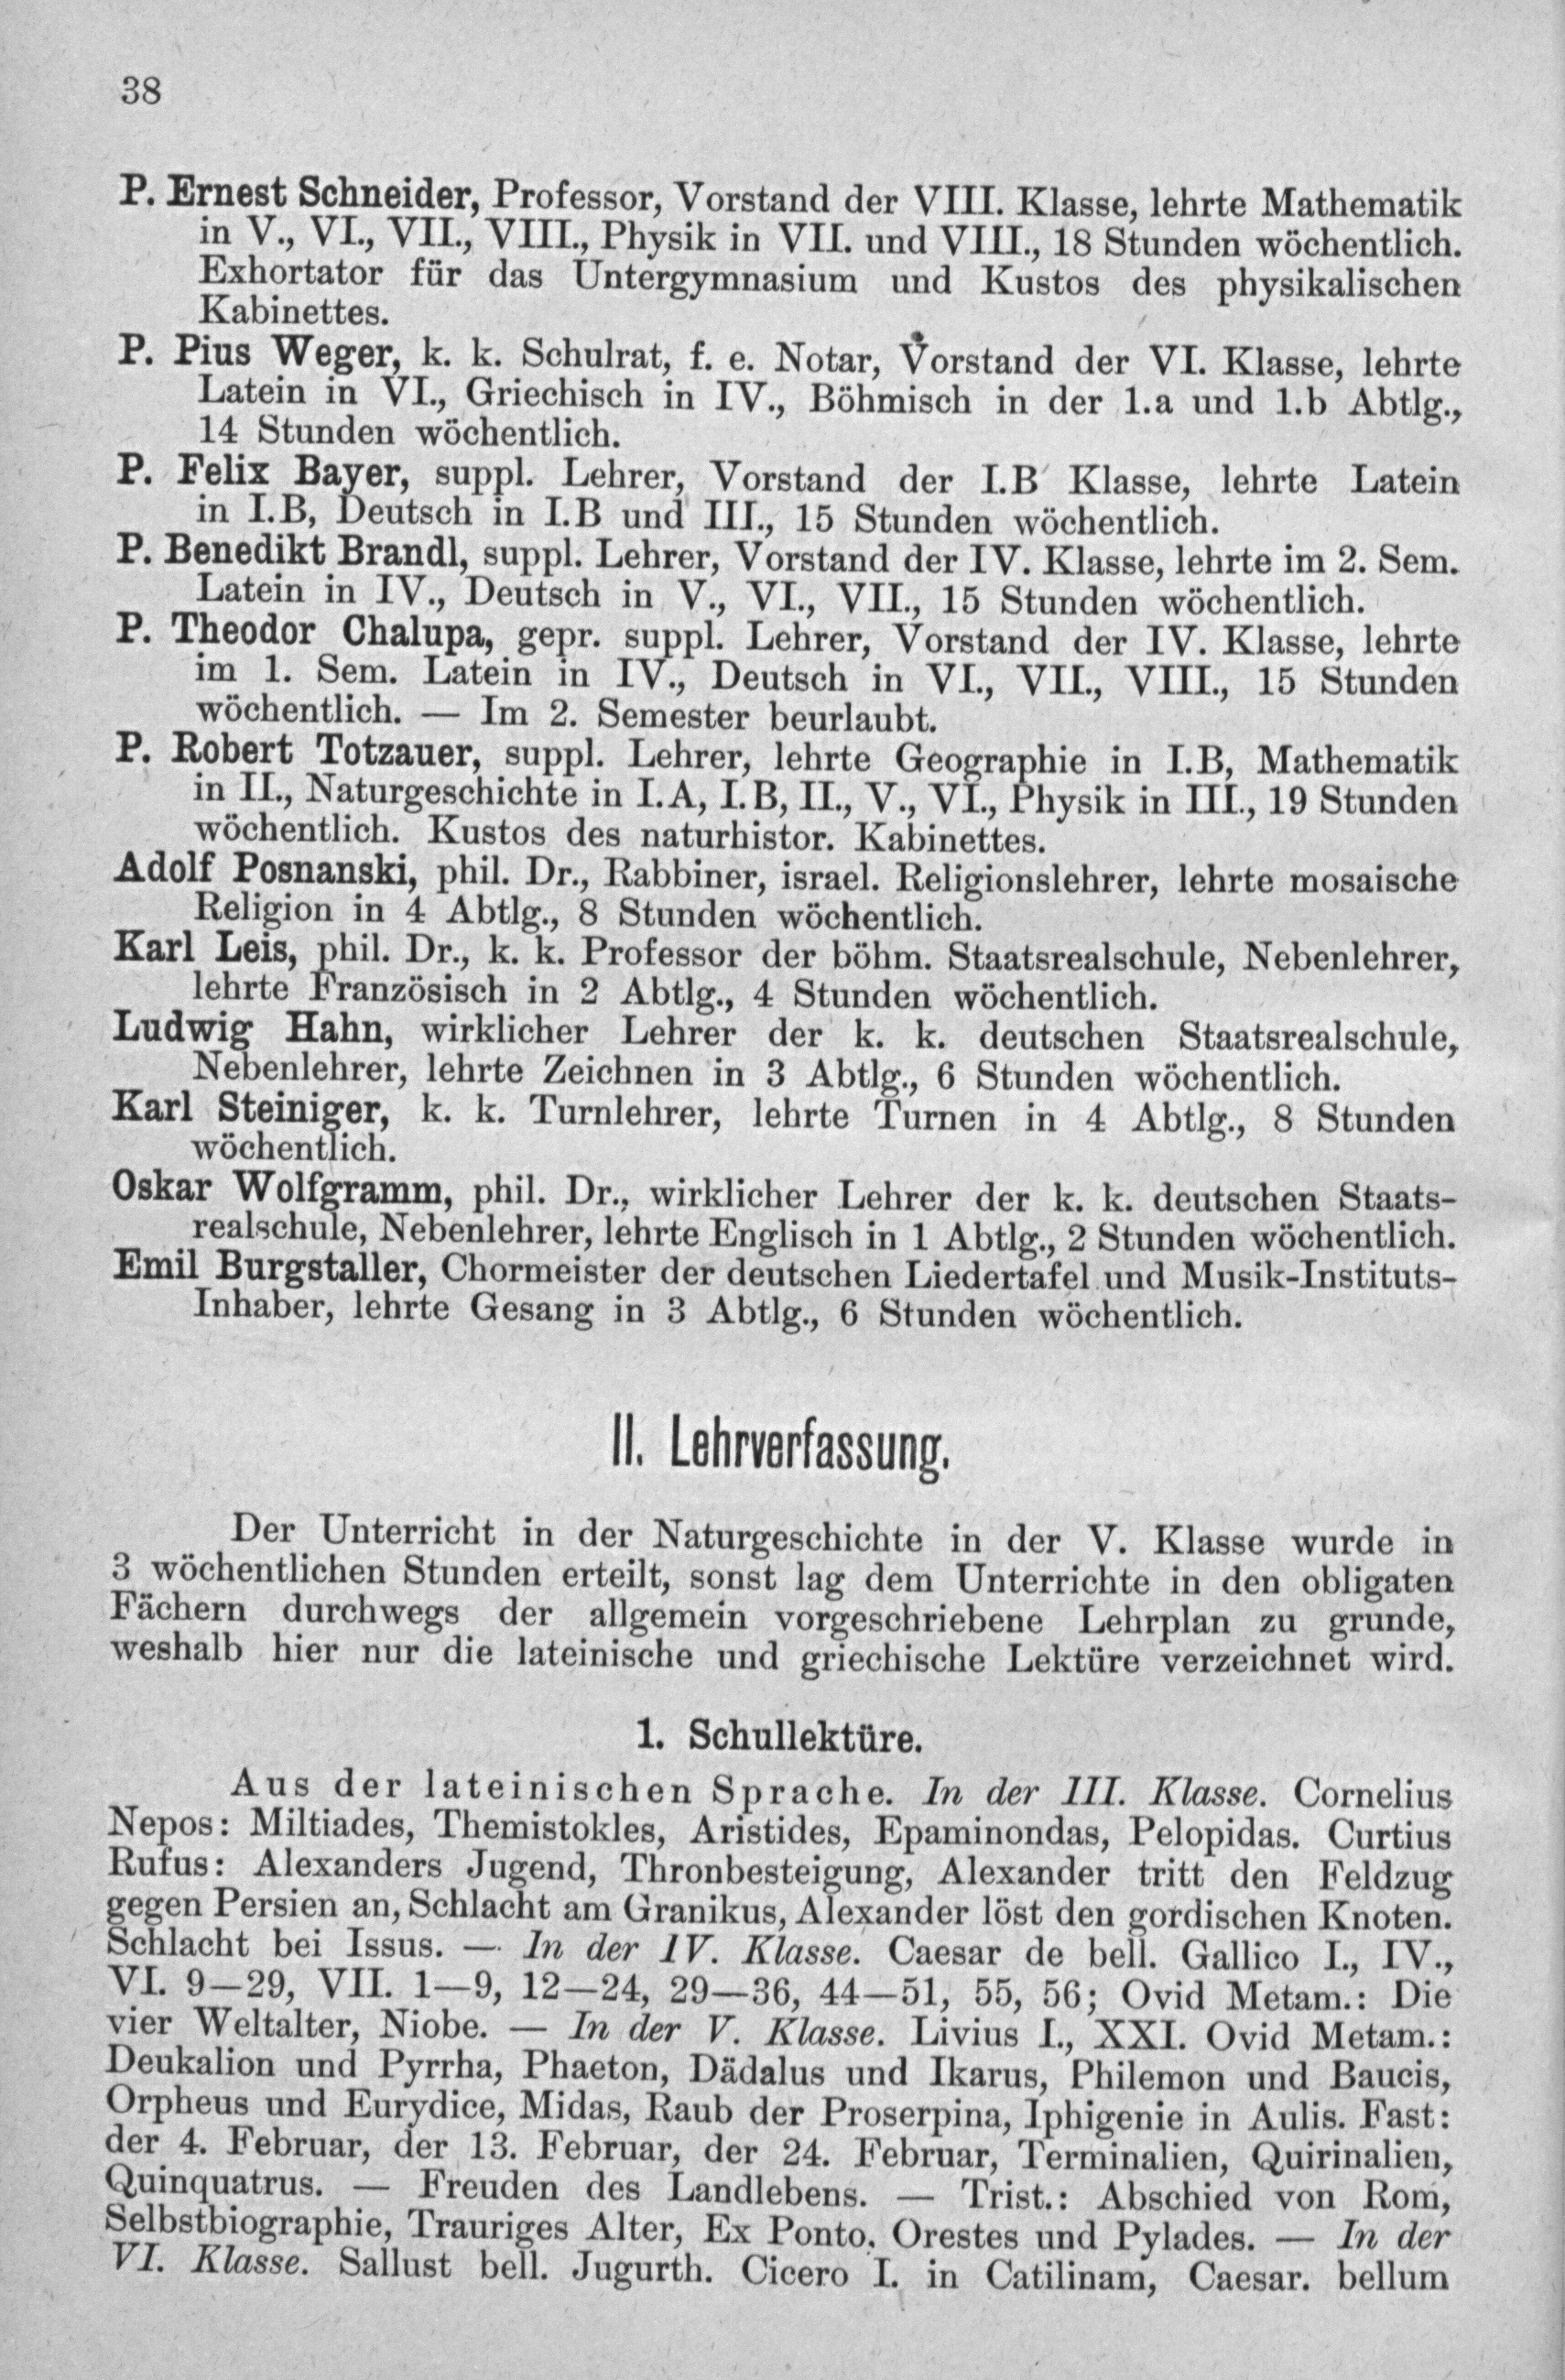 38
P. Ernest Schneider, Professor, Vorstand der VIII. Klasse, lehrte Mathematik
in V., VI., VII., VIII., Physik in VII. und VIII., 18 Stunden wöchentlich.
Exhortator für das Untergymnasium und Kustos des physikalischen
Kabinettes.
P. Pius Weger, k. k. Schulrat, f. e. Notar, Vorstand der VI. Klasse, lehrte
Latein in VI., Griechisch in IV., Böhmisch in der 1.a und 1.b Abtlg.,
14 Stunden wöchentlich.
P. Felix Bayer, suppl. Lehrer, Vorstand der I.B Klasse, lehrte Latein
in I.B, Deutsch in I.B und III., 15 Stunden wöchentlich.
P. Benedikt Brandl, suppl. Lehrer, Vorstand der IV. Klasse, lehrte im 2. Sem.
Latein in IV., Deutsch in V., VI., VII., 15 Stunden wöchentlich.
P. Theodor Chalupa, gepr. suppl. Lehrer, Vorstand der IV. Klasse, lehrte
im 1. Sem. Latein in IV., Deutsch in VI., VII., VIII., 15 Stunden
wöchentlich. — Im 2. Semester beurlaubt.
P. Robert Totzauer, suppl. Lehrer, lehrte Geographie in I.B, Mathematik
in II., Naturgeschichte in I.A, I.B, II., V., VI., Physik in III., 19 Stunden
wöchentlich. Kustos des naturhistor. Kabinettes.
Adolf Posnanski, phil. Dr., Rabbiner, israel. Religionslehrer, lehrte mosaische
Religion in 4 Abtlg., 8 Stunden wöchentlich.
Karl Leis, phil. Dr., k. k. Professor der böhm. Staatsrealschule, Nebenlehrer,
lehrte Französisch in 2 Abtlg., 4 Stunden wöchentlich.
Ludwig Hahn, wirklicher Lehrer der k. k. deutschen Staatsrealschule,
Nebenlehrer, lehrte Zeichnen in 3 Abtlg., 6 Stunden wöchentlich.
Karl Steiniger, k. k. Turnlehrer, lehrte Turnen in 4 Abtlg., 8 Stunden
wöchentlich.
Oskar Wolfgramm, phil. Dr., wirklicher Lehrer der k. k. deutschen Staats-
realschule, Nebenlehrer, lehrte Englisch in 1 Abtlg., 2 Stunden wöchentlich.
Emil Burgstaller, Chormeister der deutschen Liedertafel und Musik-Instituts-
Inhaber, lehrte Gesang in 3 Abtlg., 6 Stunden wöchentlich.
II. Lehrverfassung.
Der Unterricht in der Naturgeschichte in der V. Klasse wurde in
3 wöchentlichen Stunden erteilt, sonst lag dem Unterrichte in den obligaten
Fächern durchwegs der allgemein vorgeschriebene Lehrplan zu grunde,
weshalb hier nur die lateinische und griechische Lektüre verzeichnet wird.
1. Schullektüre.
Aus der lateinischen Sprache. In der III. Klasse. Cornelius
Nepos: Miltiades, Themistokles, Aristides, Epaminondas, Pelopidas. Curtius
Rufus: Alexanders Jugend, Thronbesteigung, Alexander tritt den Feldzug
gegen Persien an, Schlacht am Granikus, Alexander löst den gordischen Knoten.
Schlacht bei Issus. — In der IV. Klasse. Caesar de bell. Gallico I., IV.,
VI. 9—29, VII. 1—9, 12—24, 29—36, 44—51, 55, 56; Ovid Metam.: Die
vier Weltalter, Niobe. — In der V. Klasse. Livius I., XXI. Ovid Metam.:
Deukalion und Pyrrha, Phaeton, Dädalus und Ikarus, Philemon und Baucis,
Orpheus und Eurydice, Midas, Raub der Proserpina, Iphigenie in Aulis. Fast:
der 4. Februar, der 13. Februar, der 24. Februar, Terminalien, Quirinalien,
Quinquatrus. — Freuden des Landlebens. — Trist.: Abschied von Rom,
Selbstbiographie, Trauriges Alter, Ex Ponto. Orestes und Pylades. — In der
VI. Klasse. Sallust bell. Jugurth. Cicero I. in Catilinam, Caesar. bellum